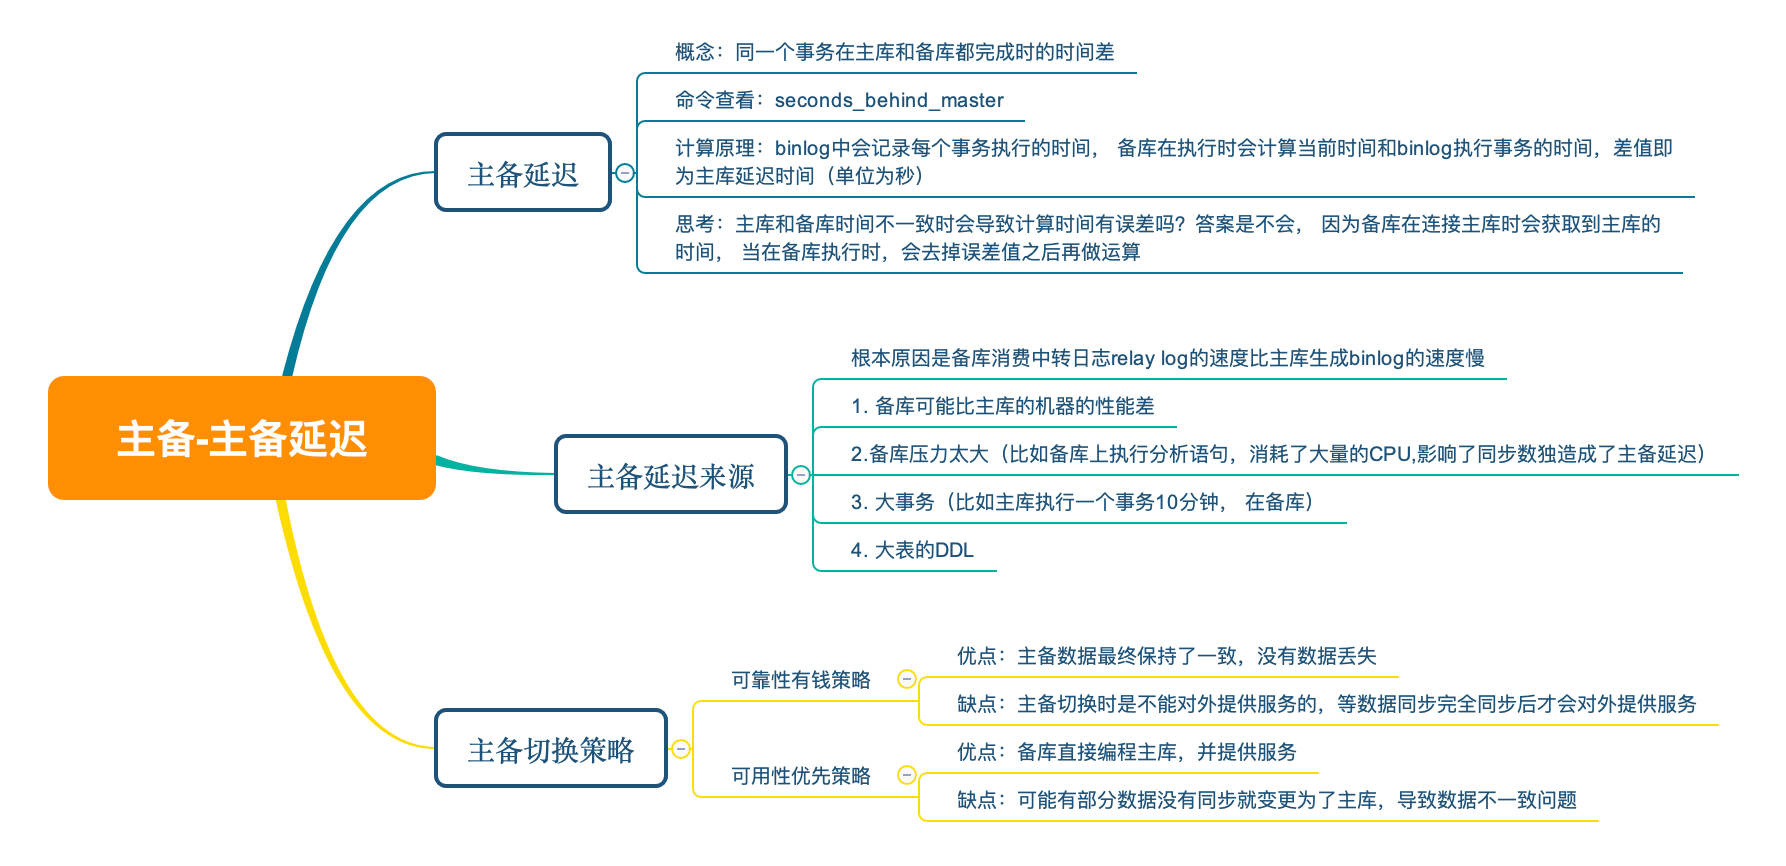 主备-主备延迟
主备延迟
概念：同一个事务在主库和备库都完成时的时间差
命令查看：seconds_behind_master
计算原理：binlog中会记录每个事务执行的时间， 备库在执行时会计算当前时间和binlog执行事务的时间，差值即
为主库延迟时间（单位为秒）
思考：主库和备库时间不一致时会导致计算时间有误差吗？答案是不会， 因为备库在连接主库时会获取到主库的
时间， 当在备库执行时，会去掉误差值之后再做运算
主备延迟来源
根本原因是备库消费中转日志relay log的速度比主库生成binlog的速度慢
1. 备库可能比主库的机器的性能差
2.备库压力太大（比如备库上执行分析语句，消耗了大量的CPU,影响了同步数独造成了主备延迟）
3. 大事务（比如主库执行一个事务10分钟， 在备库）
4. 大表的DDL
主备切换策略
可靠性有钱策略
优点：主备数据最终保持了一致，没有数据丢失
缺点：主备切换时是不能对外提供服务的，等数据同步完全同步后才会对外提供服务
可用性优先策略
优点：备库直接编程主库，并提供服务
缺点：可能有部分数据没有同步就变更为了主库，导致数据不一致问题